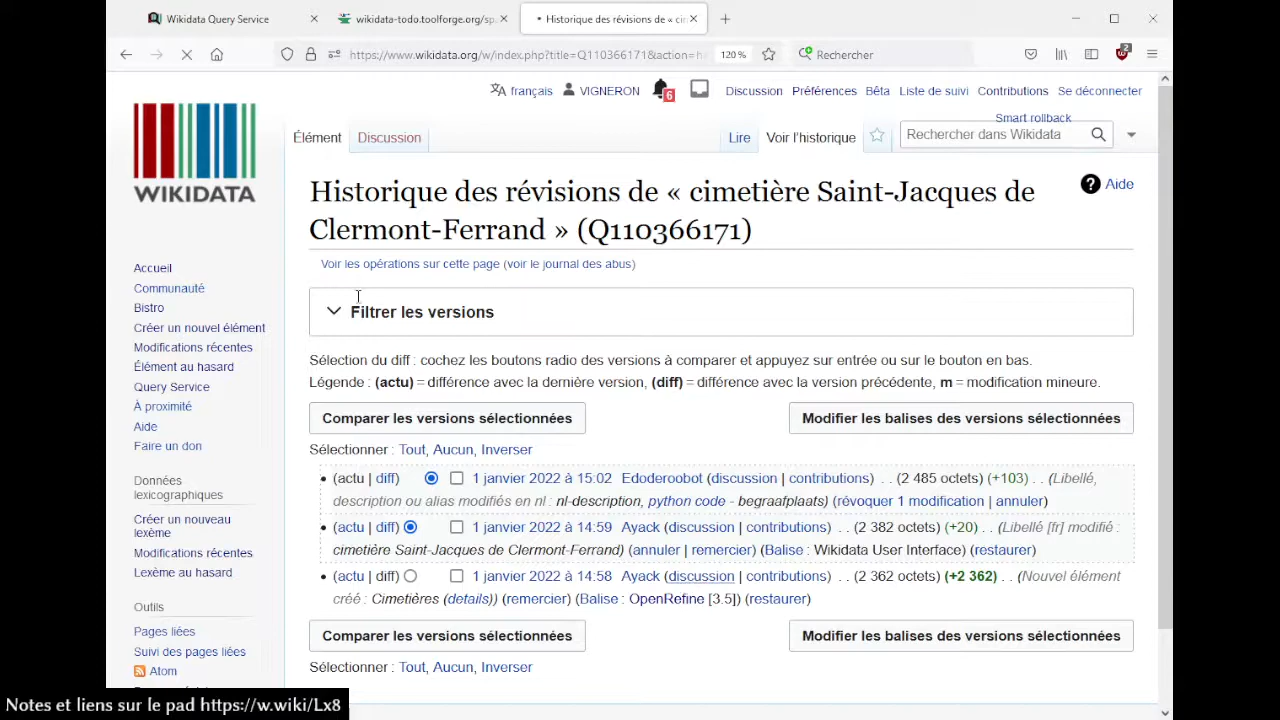 Wikidata Query Service
wikidata-todo.toolforge.org/sp
Historique des révisions de « cim
https://www.wikidata.org/w/index.php?title=Q110366171&action=h
120 %
Rechercher
2
français
VIGNERON
6
Discussion
Préférences
Bêta
Liste de suivi
Contributions
Se déconnecter
Smart rollback
WIKIDATA
Élément
Discussion
Lire
Voir l’historique
Rechercher dans Wikidata
Historique des révisions de « cimetière Saint-Jacques de
Clermont-Ferrand » (Q110366171)
? Aide
Voir les opérations sur cette page (voir le journal des abus)
Filtrer les versions
Sélection du diff : cochez les boutons radio des versions à comparer et appuyez sur entrée ou sur le bouton en bas.
Légende : (actu) = différence avec la dernière version, (diff) = différence avec la version précédente, m = modification mineure.
Comparer les versions sélectionnées
Modifier les balises des versions sélectionnées
Sélectionner : Tout, Aucun, Inverser
• (actu | diff) 1 janvier 2022 à 15:02 Edoderoobot (discussion | contributions) . . (2 485 octets) (+103) . . (Libellé,
description ou alias modifiés en nl : nl-description, python code - begraafplaats) (révoquer 1 modification | annuler)
• (actu | diff) 1 janvier 2022 à 14:59 Ayack (discussion | contributions) . . (2 382 octets) (+20) . . (Libellé [fr] modifié :
cimetière Saint-Jacques de Clermont-Ferrand) (annuler | remercier) (Balise : Wikidata User Interface) (restaurer)
• (actu | diff) 1 janvier 2022 à 14:58 Ayack (discussion | contributions) . . (2 362 octets) (+2 362) . . (Nouvel élément
créé : Cimetières (details)) (remercier) (Balise : OpenRefine [3.5]) (restaurer)
Comparer les versions sélectionnées
Modifier les balises des versions sélectionnées
Sélectionner : Tout, Aucun, Inverser
Accueil
Communauté
Bistro
Créer un nouvel élément
Modifications récentes
Élément au hasard
Query Service
À proximité
Aide
Faire un don
Données
lexicographiques
Créer un nouveau
lexème
Modifications récentes
Lexème au hasard
Outils
Pages liées
Suivi des pages liées
Atom
Notes et liens sur le pad https://w.wiki/Lx8